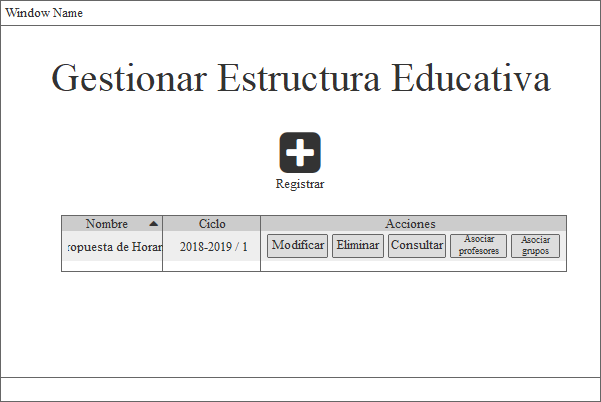 Window Name
Gestionar Estructura Educativa
Registrar
Nombre Ciclo Acciones
ropuesta de Horar 2018-2019 / 1 Modificar Eliminar Consultar Asociar profesores Asociar grupos